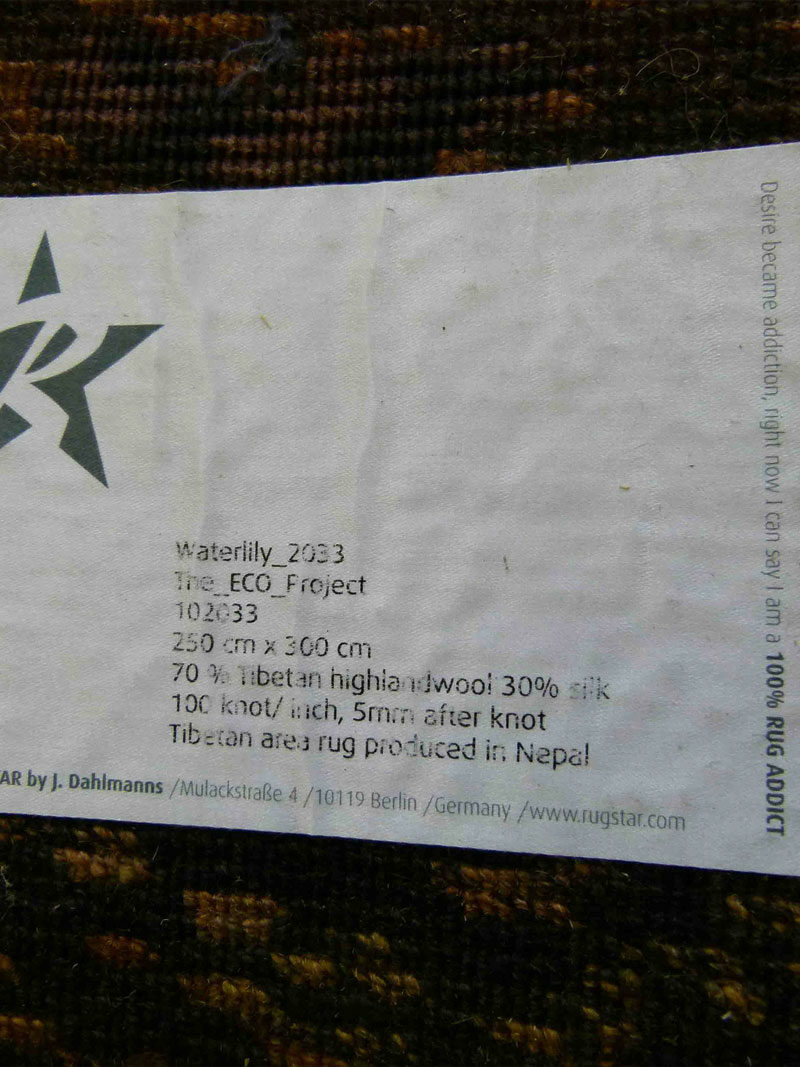 Waterlily_2033
The_ECO_Project
102033
250 cm x 300 cm
70 % Tibetan highlandwool 30% silk
100 knot/ inch, 5mm after knot
Tibetan area rug produced in Nepal
AR by J. Dahlmanns /Mulackstraße 4 /10119 Berlin /Germany /www.rugstar.com
Desire became addiction, right now I can say I am a 100% RUG ADDICT